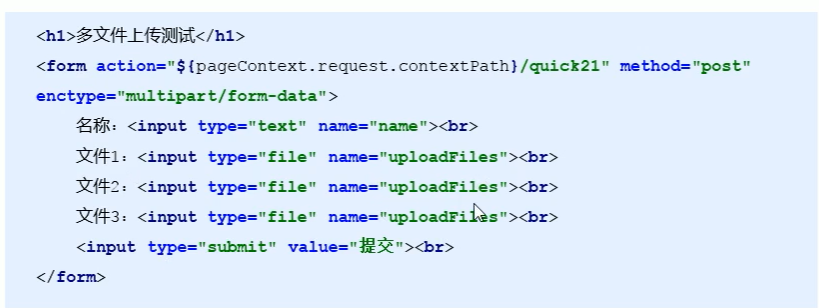 <h1>多文件上传测试</h1>
<form action="${pageContext.request.contextPath}/quick21" method="post"
enctype="multipart/form-data">
名称：<input type="text" name="name"><br>
文件1：<input type="file" name="uploadFiles"><br>
文件2：<input type="file" name="uploadFiles"><br>
文件3：<input type="file" name="uploadFiles"><br>
<input type="submit" value="提交"><br>
</form>